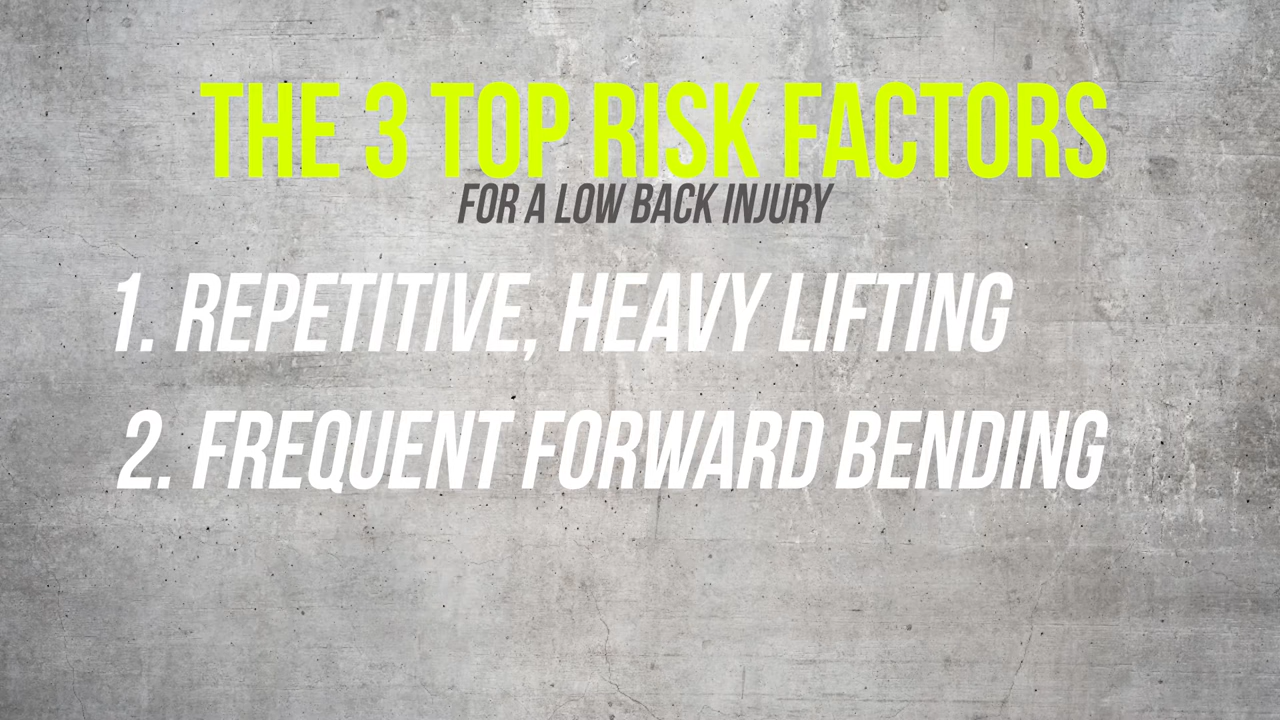 THE 3 TOP RISK FACTORS
FOR A LOW BACK INJURY
1. REPETITIVE, HEAVY LIFTING
2. FREQUENT FORWARD BENDING